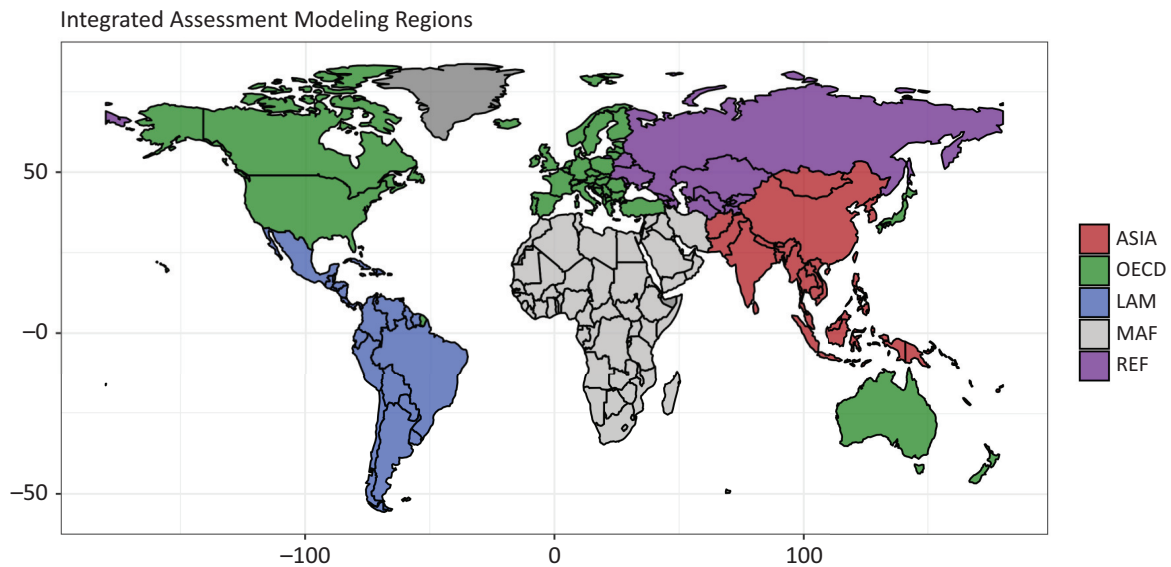 Integrated Assessment Modeling Regions
50
–0
–50
–100
0
100
ASIA
OECD
LAM
MAF
REF